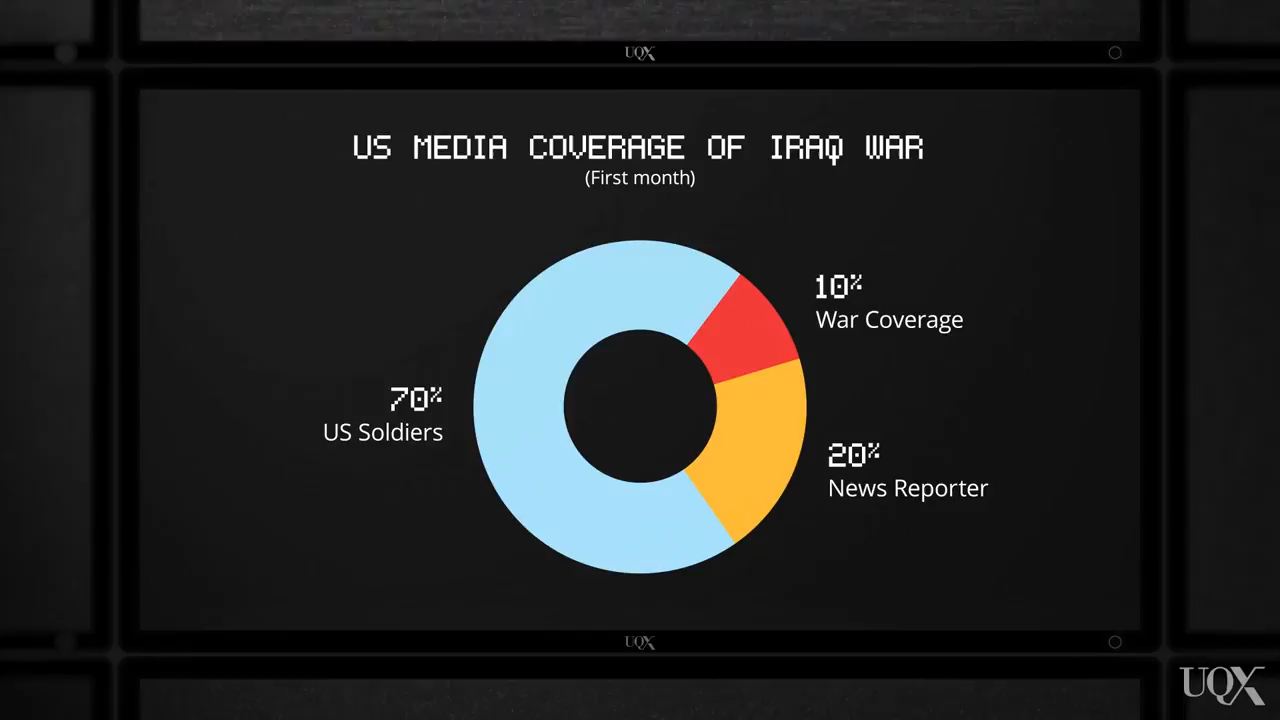 UQX
US MEDIA COVERAGE OF IRAQ WAR
(First month)
10%
War Coverage
70%
US Soldiers
20%
News Reporter
UQX
UQX